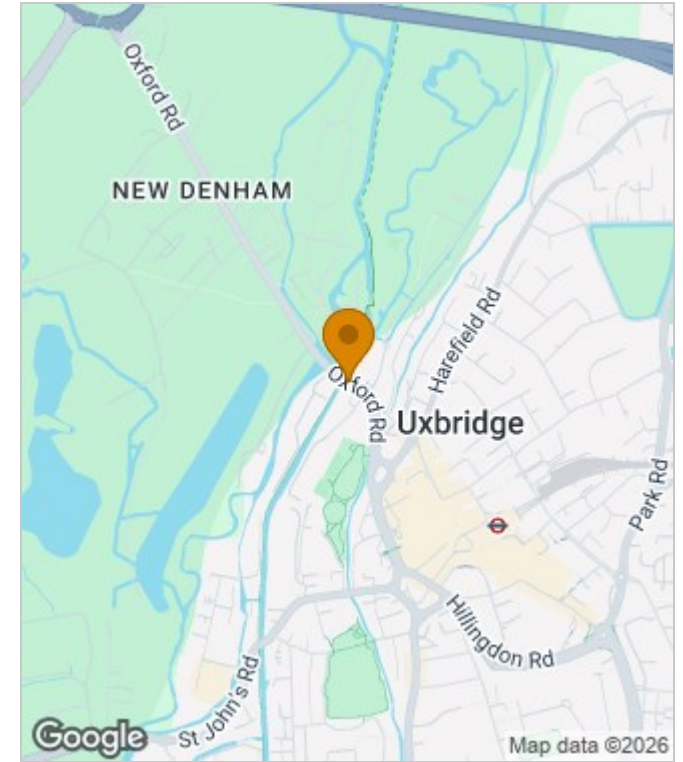 Oxford Rd
NEW DENHAM
Harefield Rd
Oxford Rd
Uxbridge
Park Rd
Hillingdon Rd
St John's Rd
Google
Map data ©2026